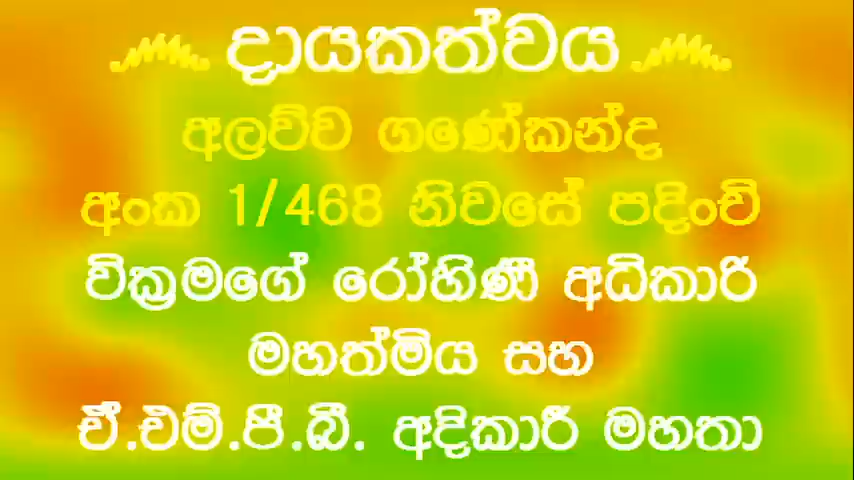 දායකත්වය
අලව්ව ගණේකන්ද
අංක 1/468 නිවසේ පදිංචි
වික්‍රමගේ රෝහිණී අධිකාරී
මහත්මිය සහ
ඒ.එම්.පී.බී. අදිකාරී මහතා